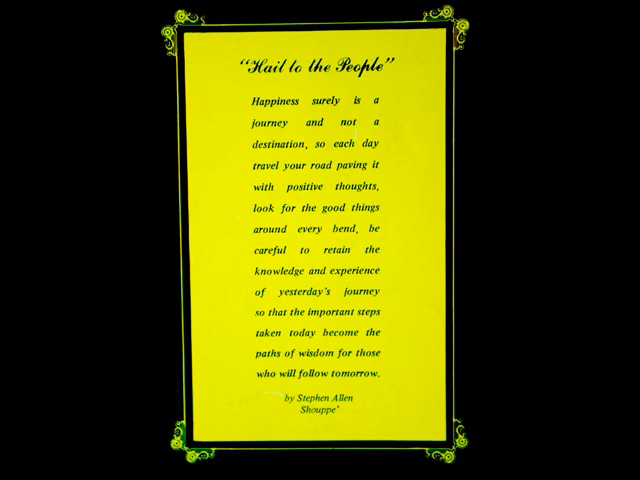 "Hail to the People"
Happiness surely is a
journey and not a
destination, so each day
travel your road paving it
with positive thoughts,
look for the good things
around every bend, be
careful to retain the
knowledge and experience
of yesterday's journey
so that the important steps
taken today become the
paths of wisdom for those
who will follow tomorrow.
by Stephen Allen
Shouppe'